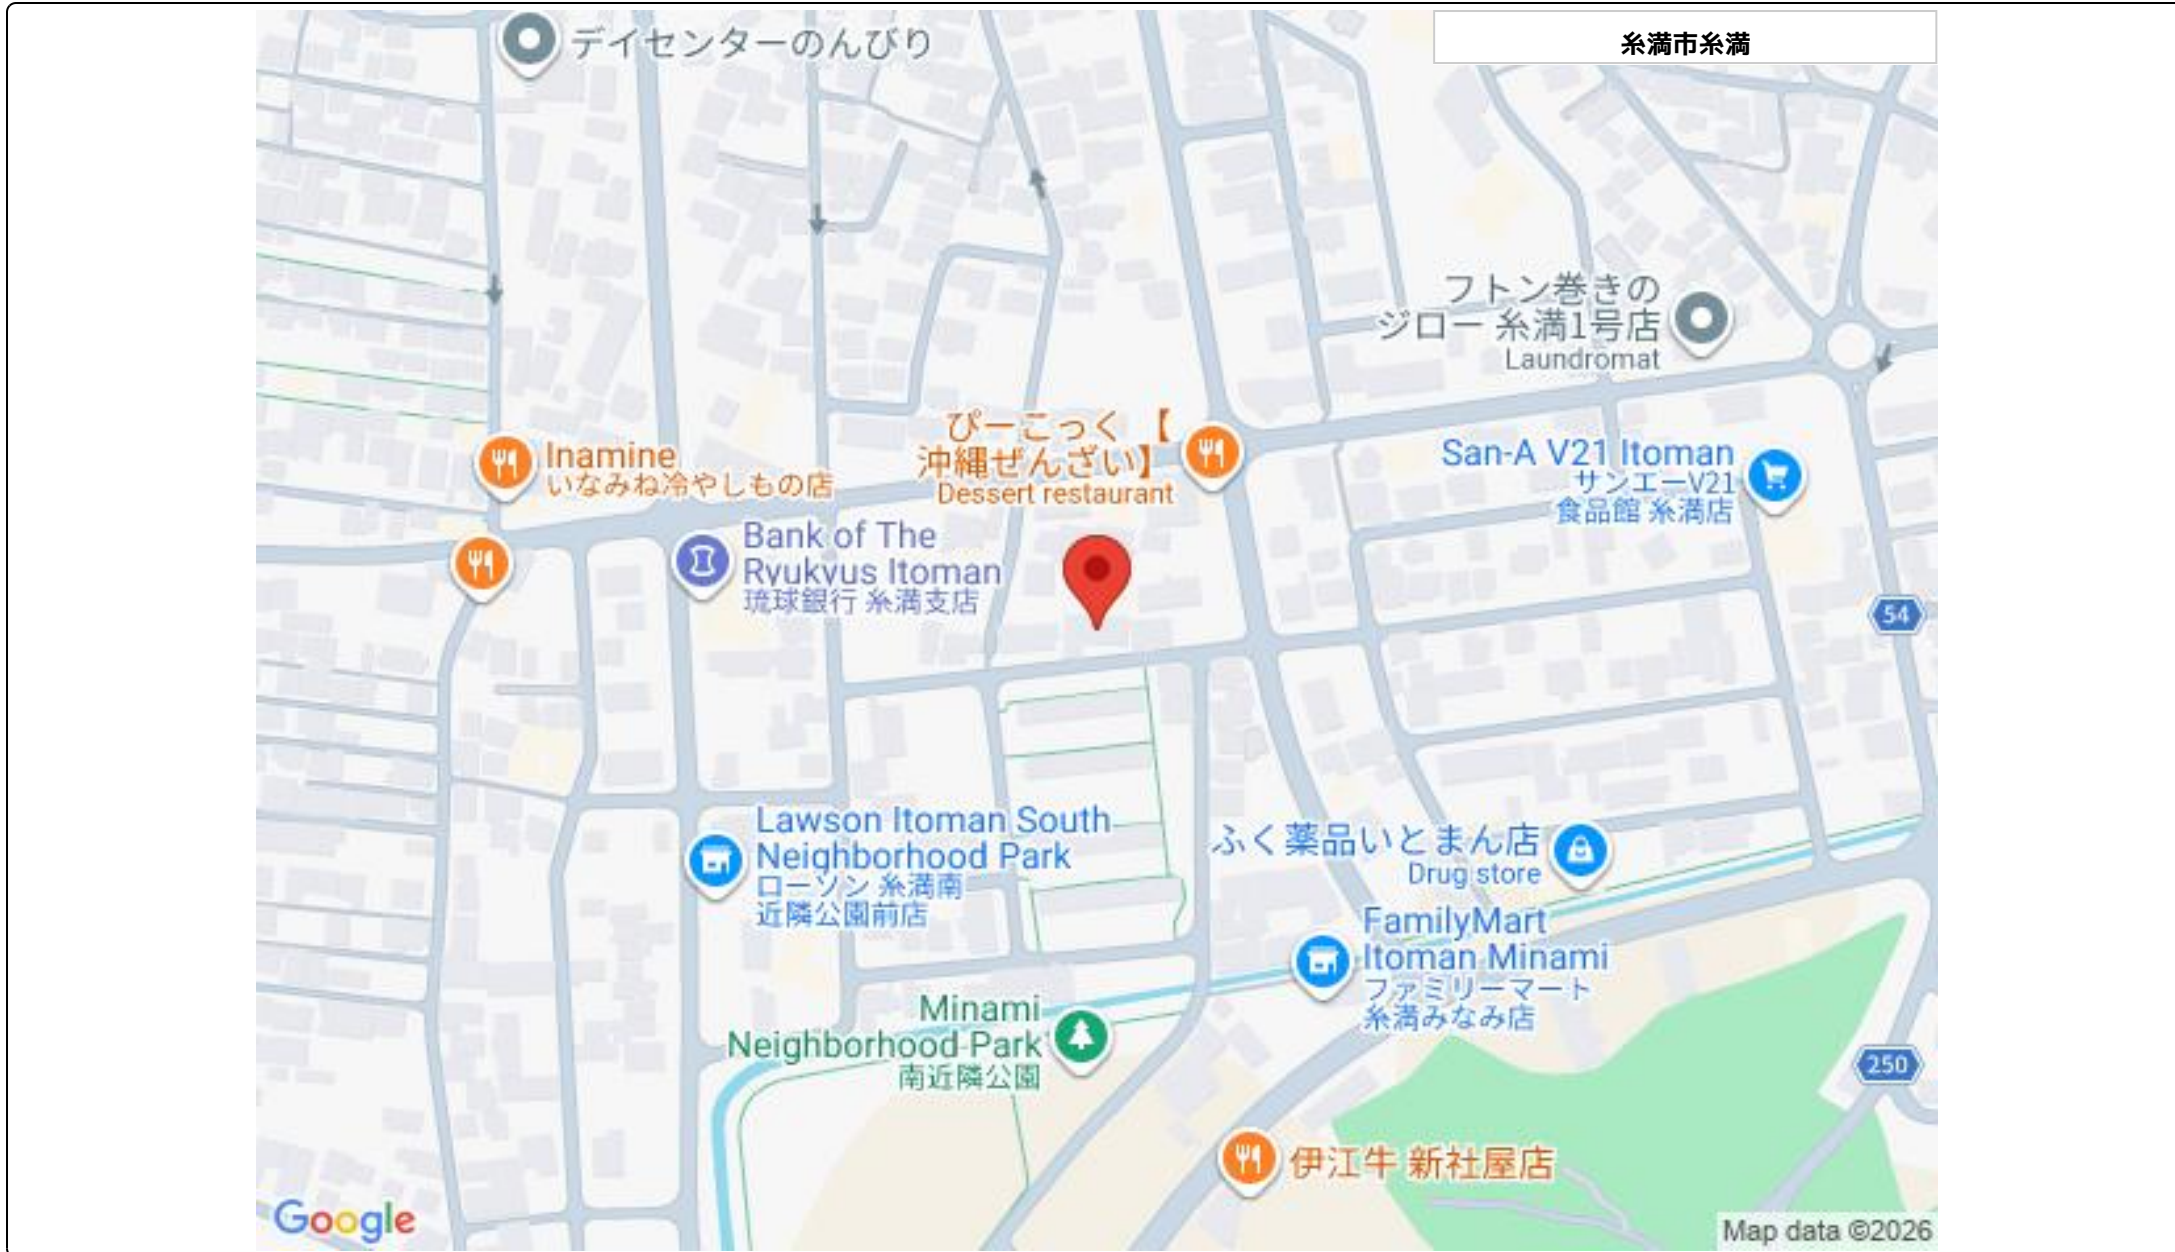 デイセンターのんびり
糸満市糸満
フトン巻きの
ジロー 糸満1号店
Laundromat
ぴーこっく 【
沖縄ぜんざい】
Dessert restaurant
Inamine
いなみね冷やしもの店
San-A V21 Itoman
サンエーV21
食品館 糸満店
Bank of The
Ryukyus Itoman
琉球銀行 糸満支店
54
Lawson Itoman South
Neighborhood Park
ローソン 糸満南
近隣公園前店
ふく薬品いとまん店
Drug store
FamilyMart
Itoman Minami
ファミリーマート
糸満みなみ店
Minami
Neighborhood Park
南近隣公園
250
伊江牛 新社屋店
Google
Map data ©2026